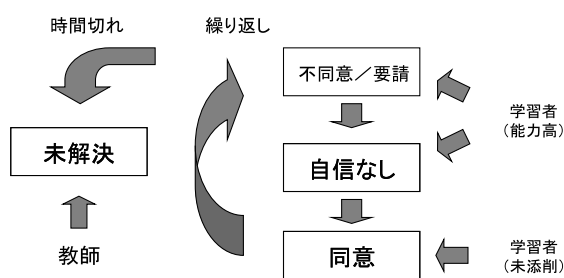 時間切れ
繰り返し
不同意／要請
学習者
（能力高）
未解決
自信なし
教師
同意
学習者
（未添削）